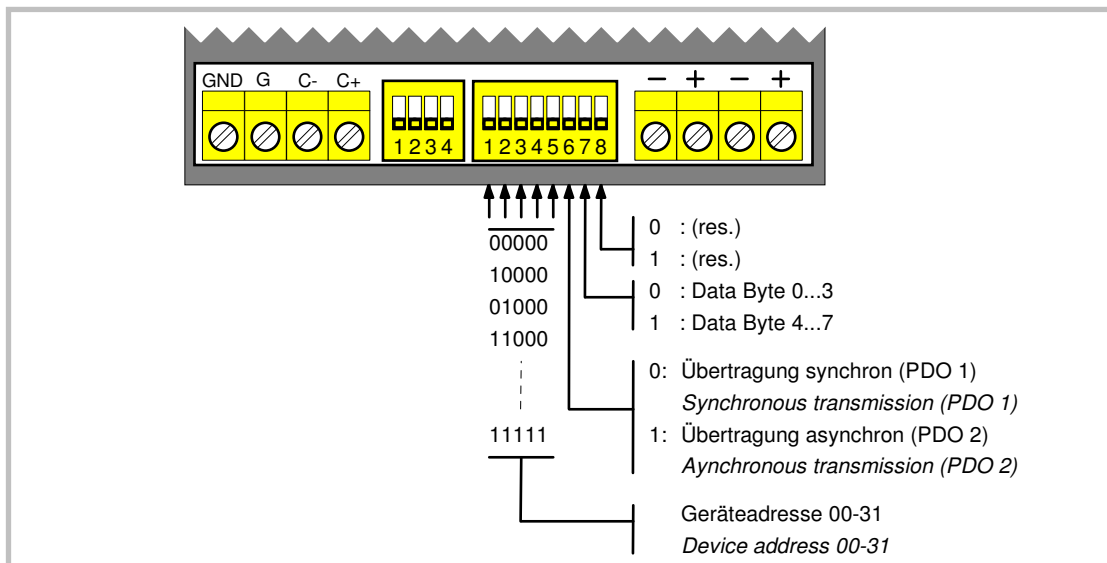 GND G C- C+ − + − +
1 2 3 4 1 2 3 4 5 6 7 8
00000
10000
01000
11000
11111
0 : (res.)
1 : (res.)
0 : Data Byte 0...3
1 : Data Byte 4...7
0: Übertragung synchron (PDO 1)
Synchronous transmission (PDO 1)
1: Übertragung asynchron (PDO 2)
Aynchronous transmission (PDO 2)
Geräteadresse 00-31
Device address 00-31